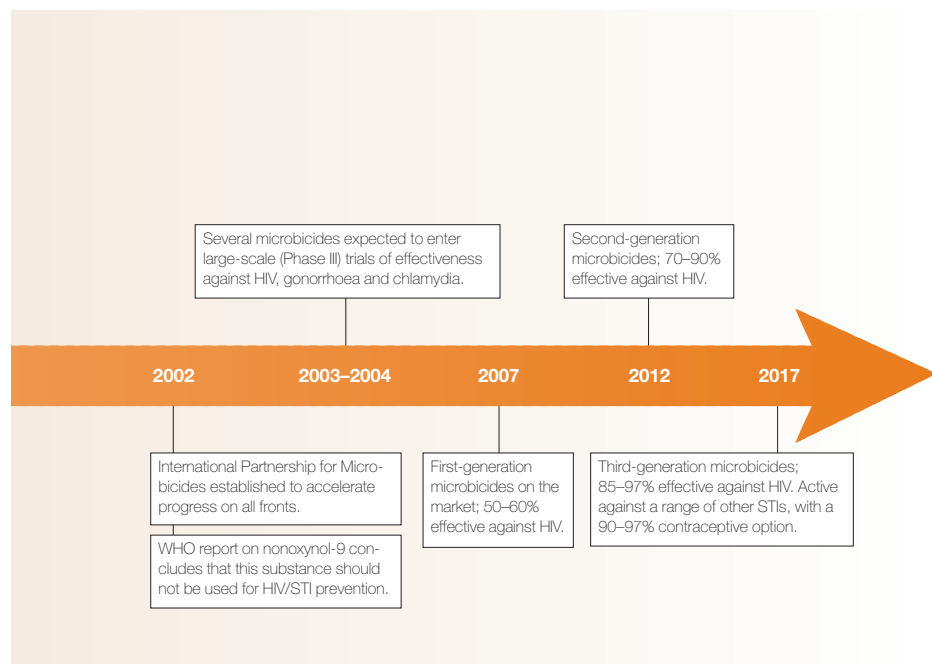 Several microbicides expected to enter
large-scale (Phase III) trials of effectiveness
against HIV, gonorrhoea and chlamydia.
Second-generation
microbicides; 70–90%
effective against HIV.
2002
2003–2004
2007
2012
2017
International Partnership for Micro-
bicides established to accelerate
progress on all fronts.
WHO report on nonoxynol-9 con-
cludes that this substance should
not be used for HIV/STI prevention.
First-generation
microbicides on the
market; 50–60%
effective against HIV.
Third-generation microbicides;
85–97% effective against HIV. Active
against a range of other STIs, with a
90–97% contraceptive option.